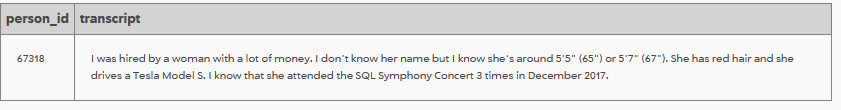 person_id transcript
67318 I was hired by a woman with a lot of money. I don't know her name but I know she's around 5'5" (65") or 5'7" (67"). She has red hair and she
drives a Tesla Model S. I know that she attended the SQL Symphony Concert 3 times in December 2017.